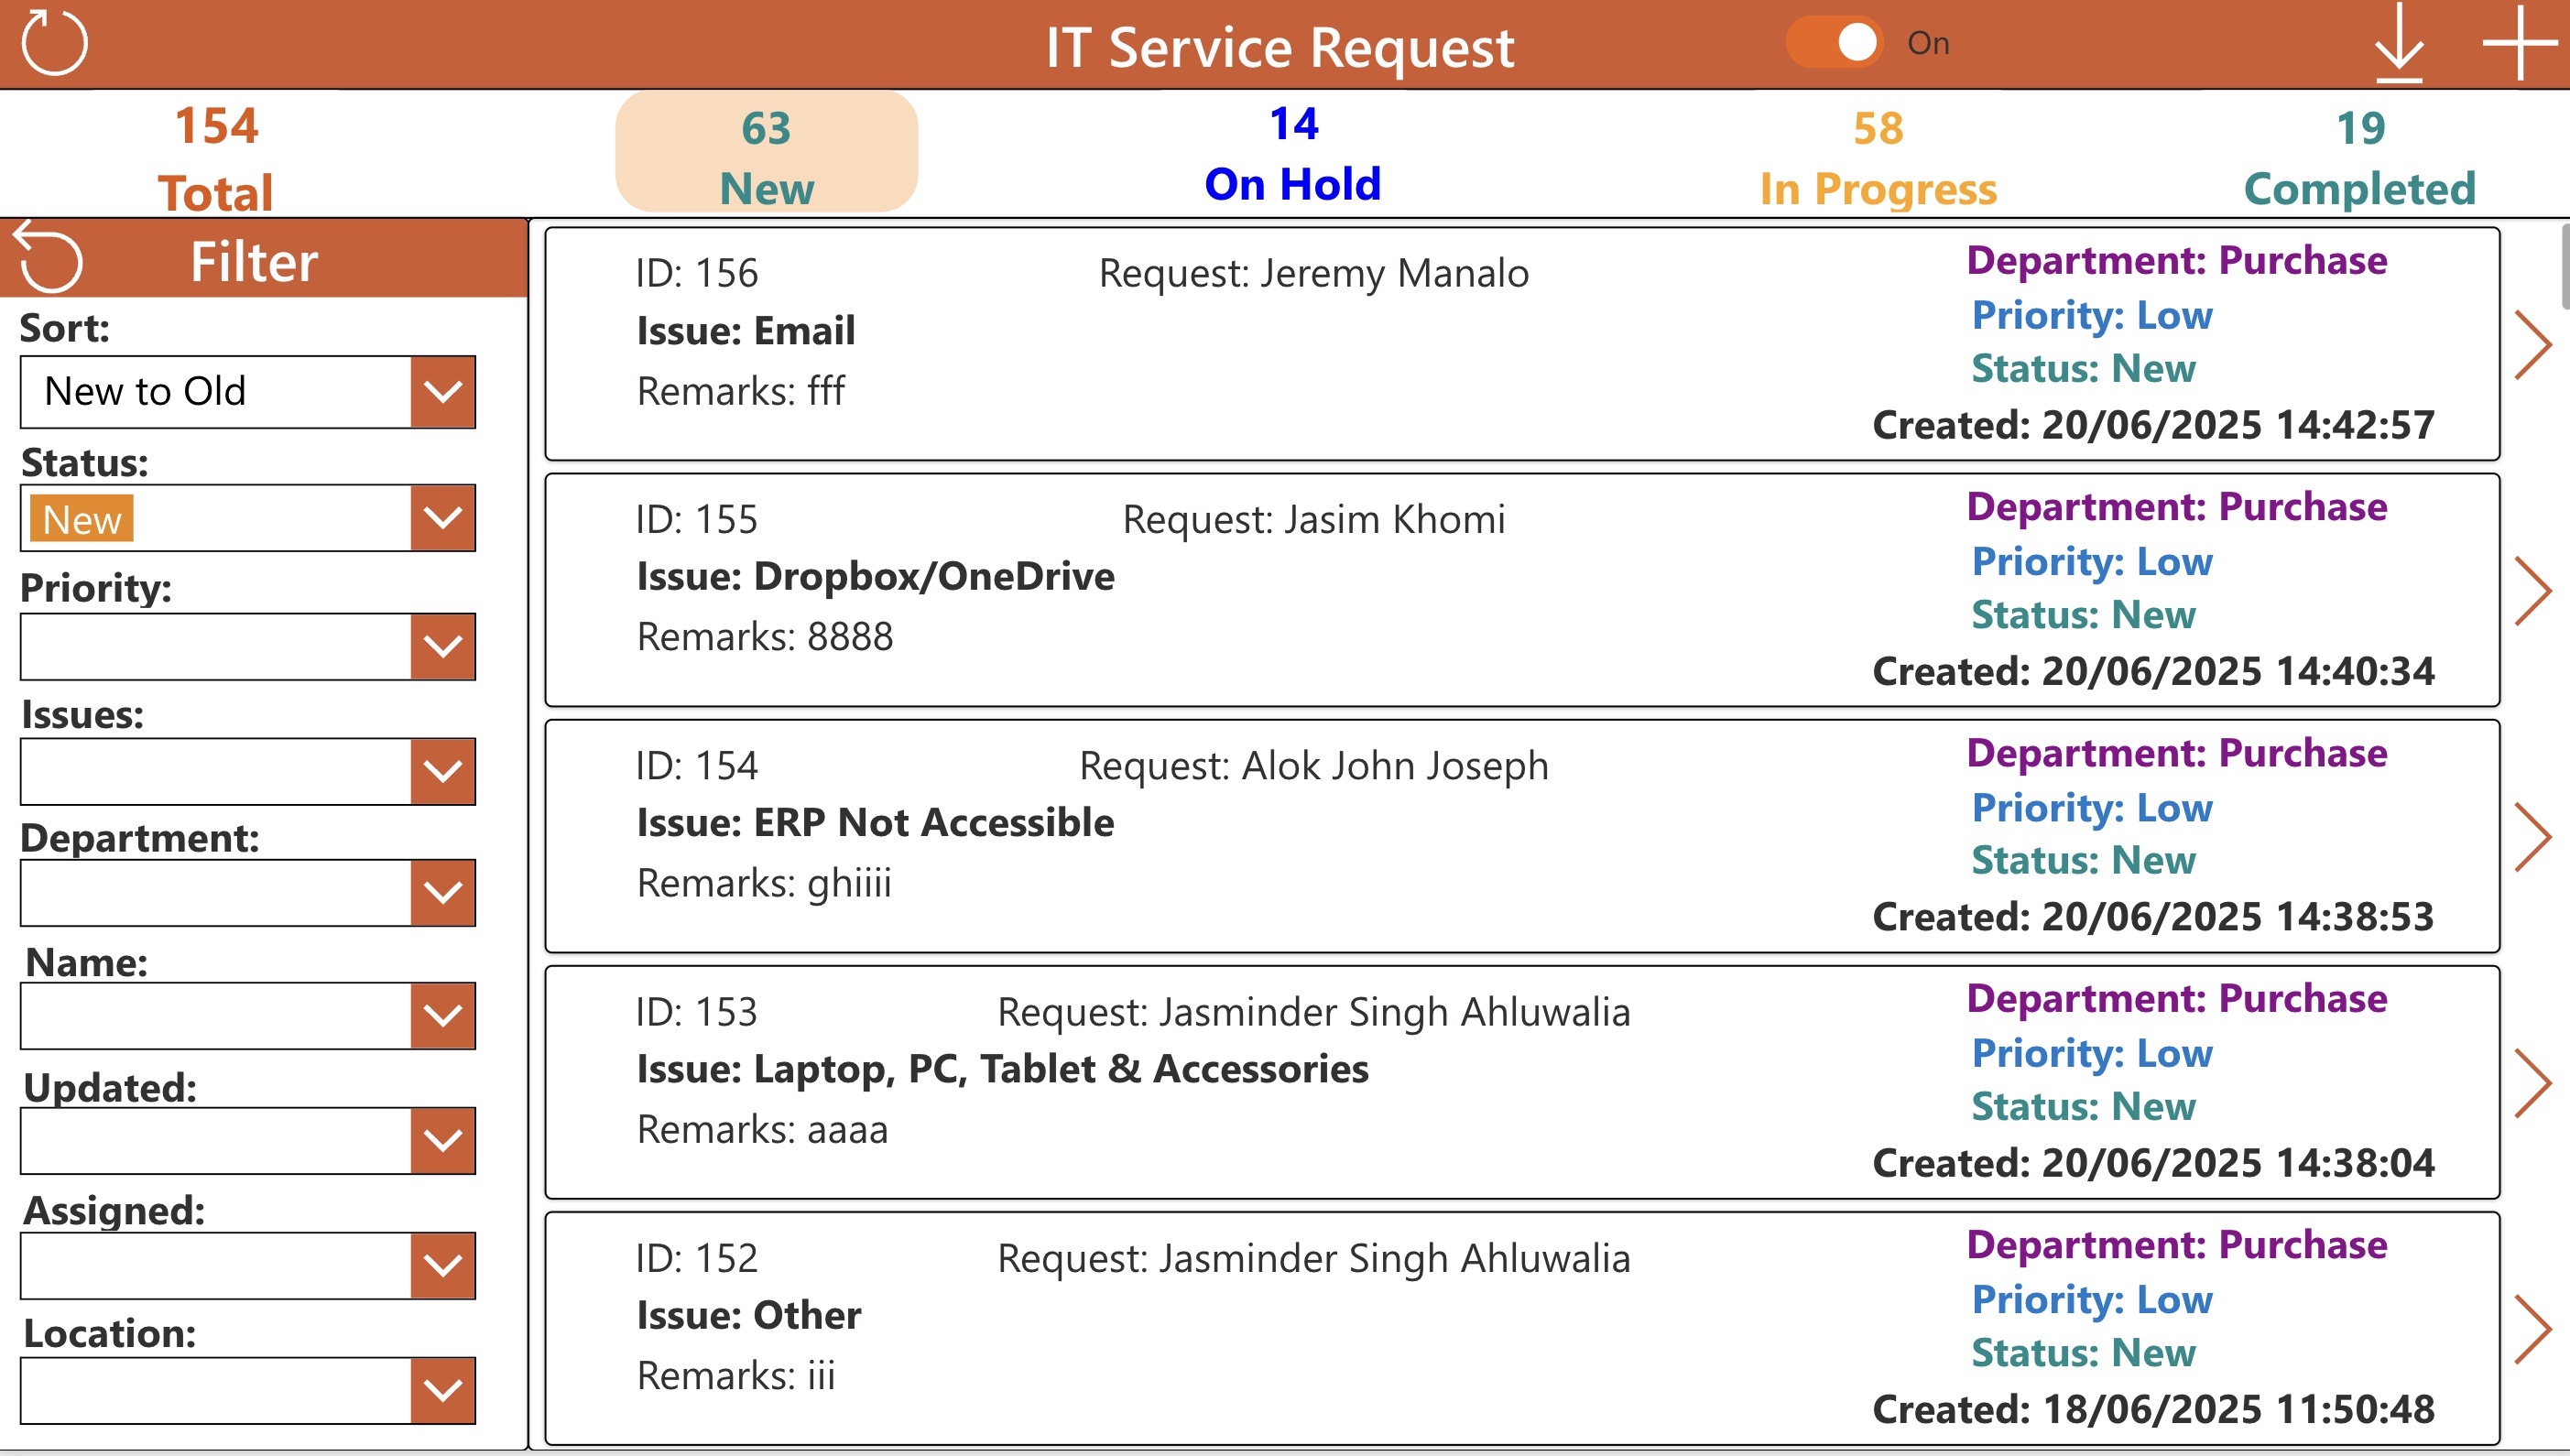 IT Service Request
On
154
Total
63
New
14
On Hold
58
In Progress
19
Completed
Filter
Sort:
New to Old
Status:
New
Priority:
Issues:
Department:
Name:
Updated:
Assigned:
Location:
ID: 156
Request: Jeremy Manalo
Issue: Email
Remarks: fff
Department: Purchase
Priority: Low
Status: New
Created: 20/06/2025 14:42:57
ID: 155
Request: Jasim Khomi
Issue: Dropbox/OneDrive
Remarks: 8888
Department: Purchase
Priority: Low
Status: New
Created: 20/06/2025 14:40:34
ID: 154
Request: Alok John Joseph
Issue: ERP Not Accessible
Remarks: ghiiii
Department: Purchase
Priority: Low
Status: New
Created: 20/06/2025 14:38:53
ID: 153
Request: Jasminder Singh Ahluwalia
Issue: Laptop, PC, Tablet & Accessories
Remarks: aaaa
Department: Purchase
Priority: Low
Status: New
Created: 20/06/2025 14:38:04
ID: 152
Request: Jasminder Singh Ahluwalia
Issue: Other
Remarks: iii
Department: Purchase
Priority: Low
Status: New
Created: 18/06/2025 11:50:48